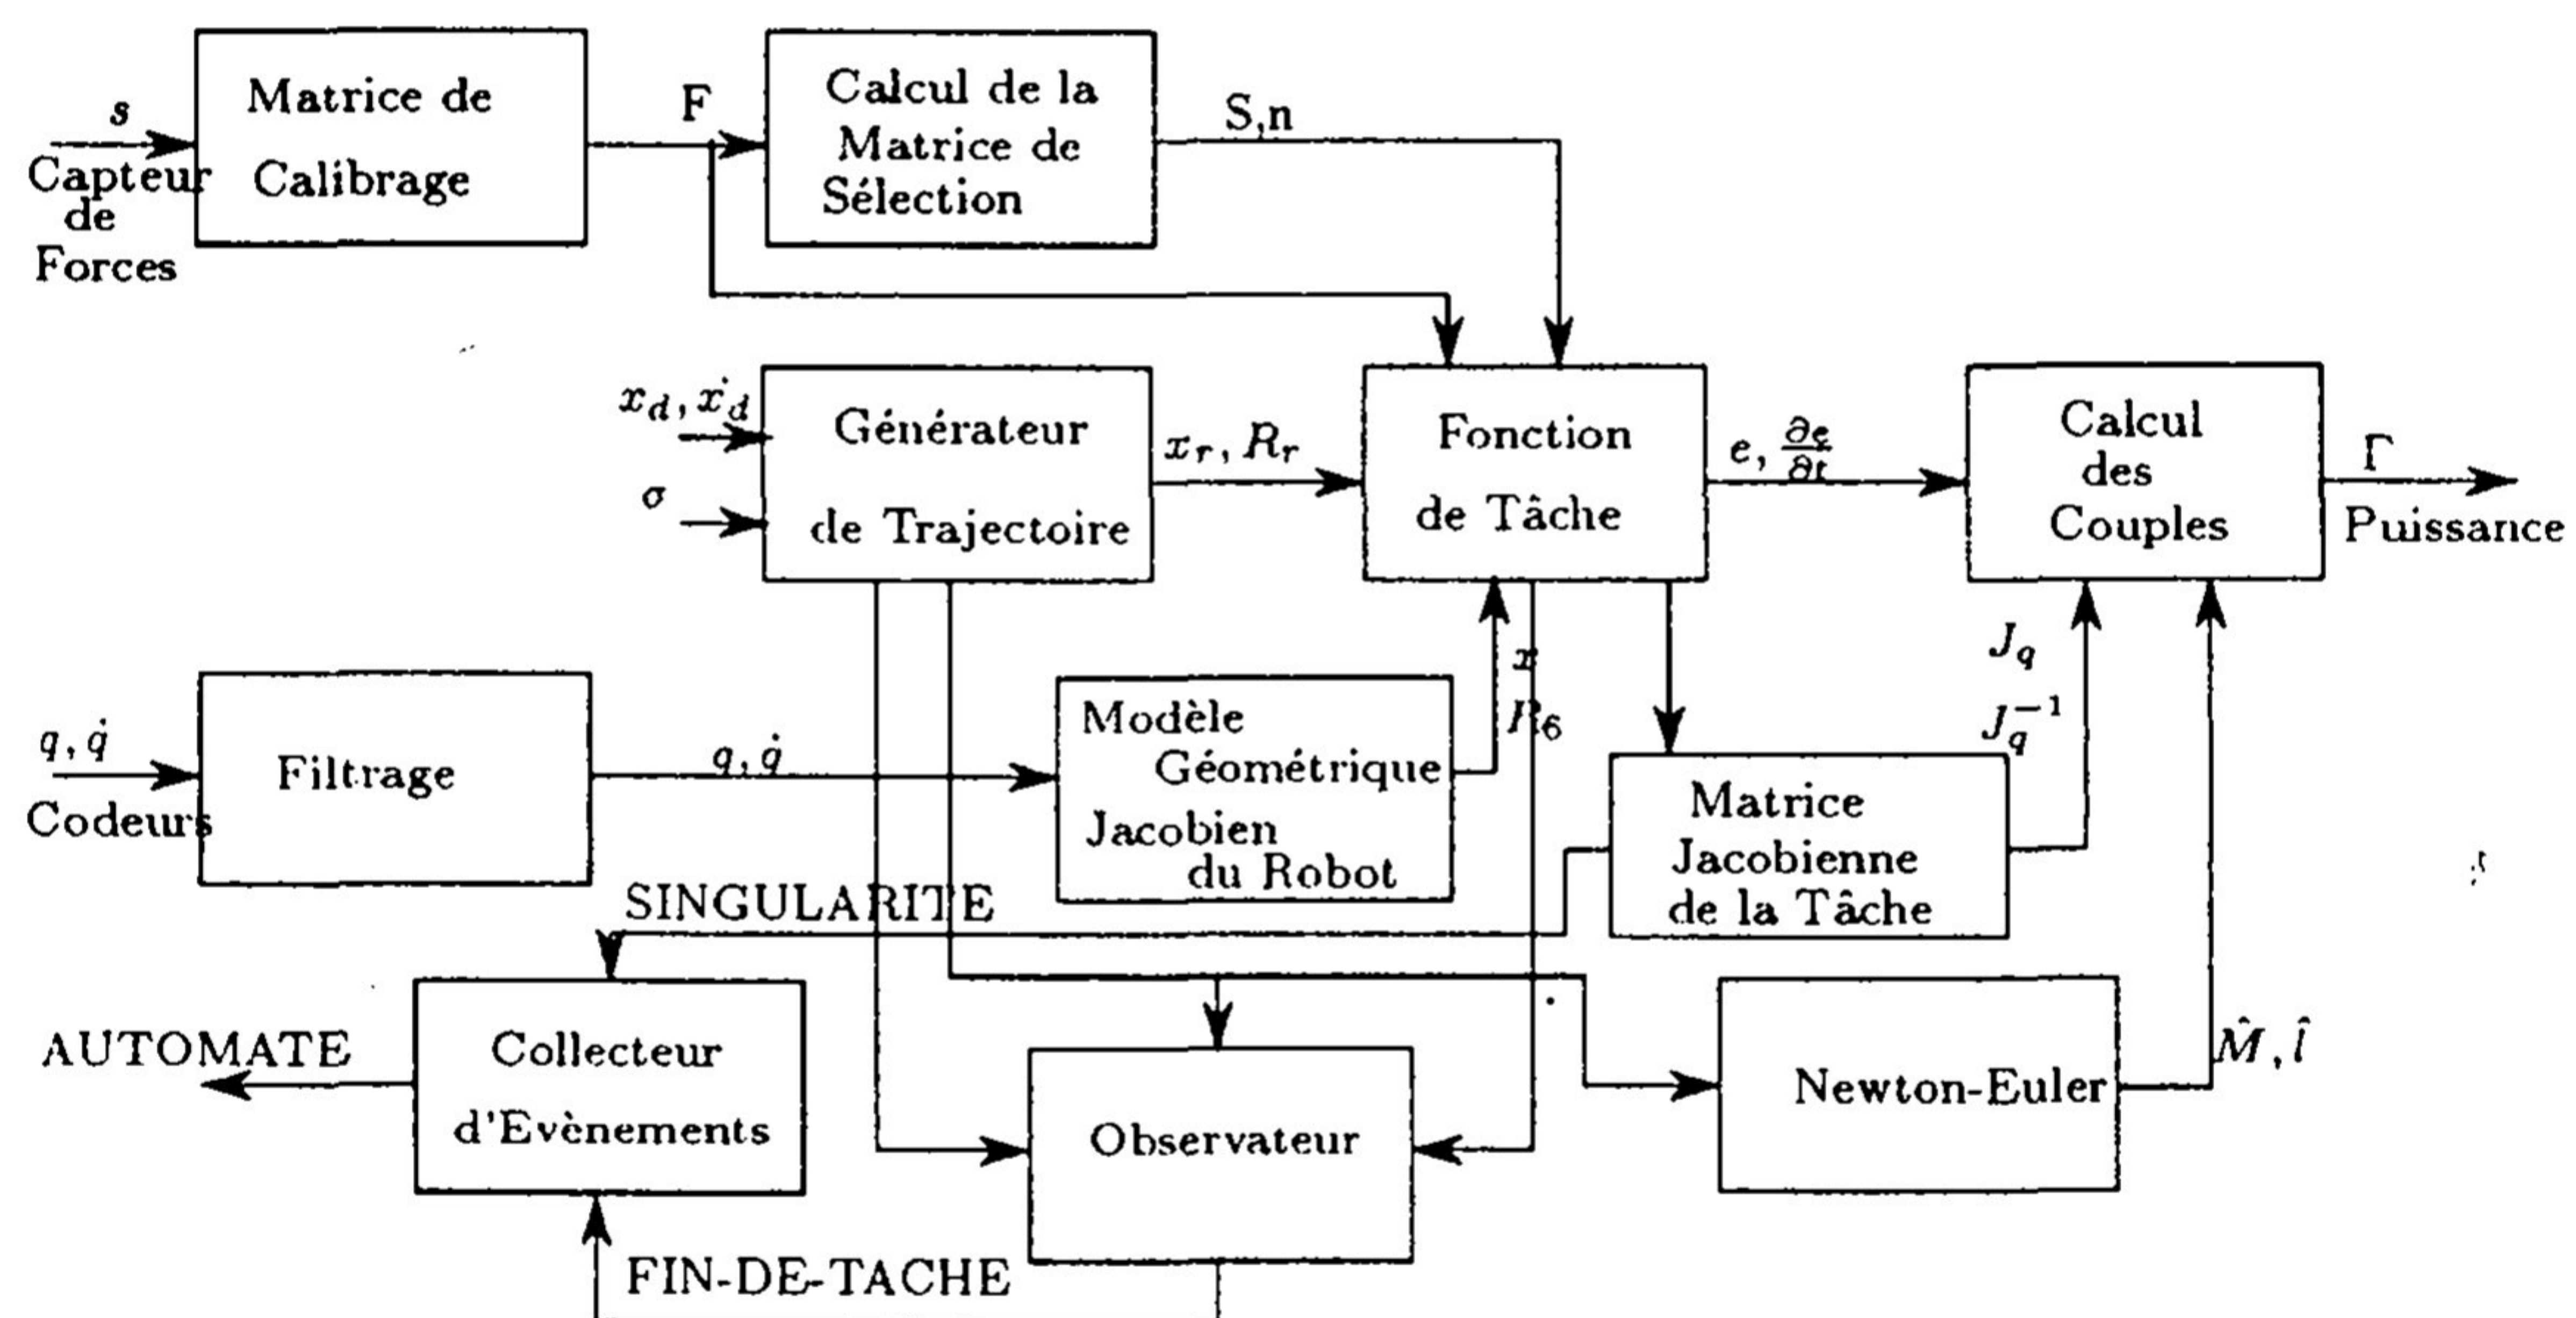 s
Capteur
de
Forces
Matrice de
Calibrage
F
Calcul de la
Matrice de
Sélection
S,n
x_d, ẋ_d
σ
Générateur
de Trajectoire
x_r, R_r
Fonction
de Tâche
e, ∂e/∂t
Calcul
des
Couples
Γ
Puissance
q, q̇
Codeurs
Filtrage
q, q̇
Modèle
Géométrique
Jacobien
du Robot
x
R_6
J_q
J_q^{-1}
Matrice
Jacobienne
de la Tâche
SINGULARITE
AUTOMATE
Collecteur
d'Evènements
Observateur
Newton-Euler
M̂, l̂
FIN-DE-TACHE